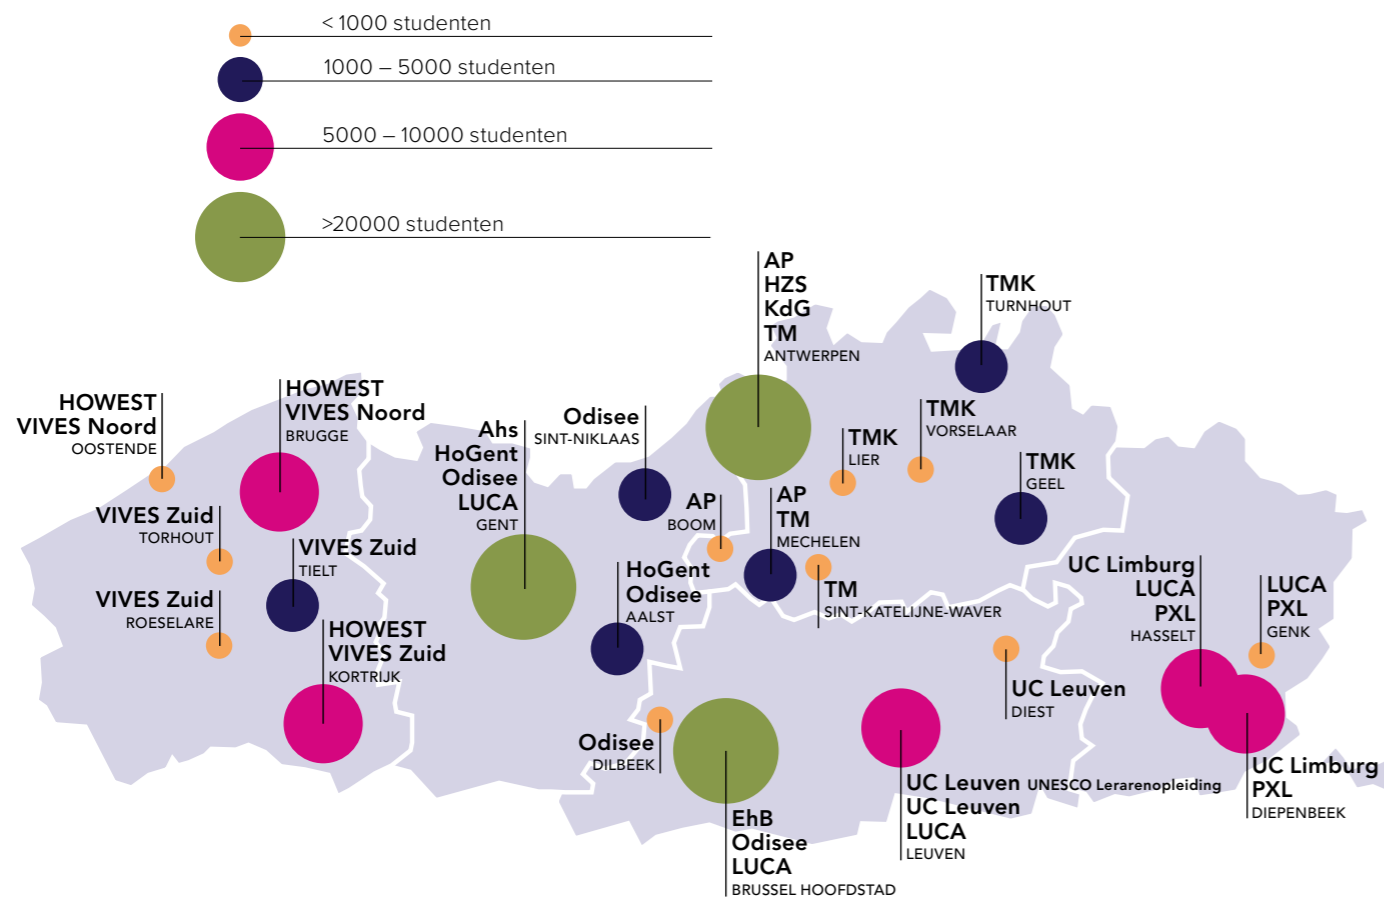 < 1000 studenten
1000 – 5000 studenten
5000 – 10000 studenten
>20000 studenten
AP
HZS
KdG
TM
ANTWERPEN
TMK
TURNHOUT
HOWEST
VIVES Noord
OOSTENDE
HOWEST
VIVES Noord
BRUGGE
Ahs
HoGent
Odisee
LUCA
GENT
Odisee
SINT-NIKLAAS
TMK
LIER
TMK
VORSELAAR
TMK
GEEL
VIVES Zuid
TORHOUT
VIVES Zuid
TIELT
AP
BOOM
AP
TM
MECHELEN
HoGent
Odisee
AALST
TM
SINT-KATELIJNE-WAVER
UC Limburg
LUCA
PXL
HASSELT
LUCA
PXL
GENK
VIVES Zuid
ROESELARE
HOWEST
VIVES Zuid
KORTRIJK
UC Leuven
DIEST
Odisee
DILBEEK
EhB
Odisee
LUCA
BRUSSEL HOOFDSTAD
UC Leuven UNESCO Lerarenopleiding
UC Leuven
LUCA
LEUVEN
UC Limburg
PXL
DIEPENBEEK